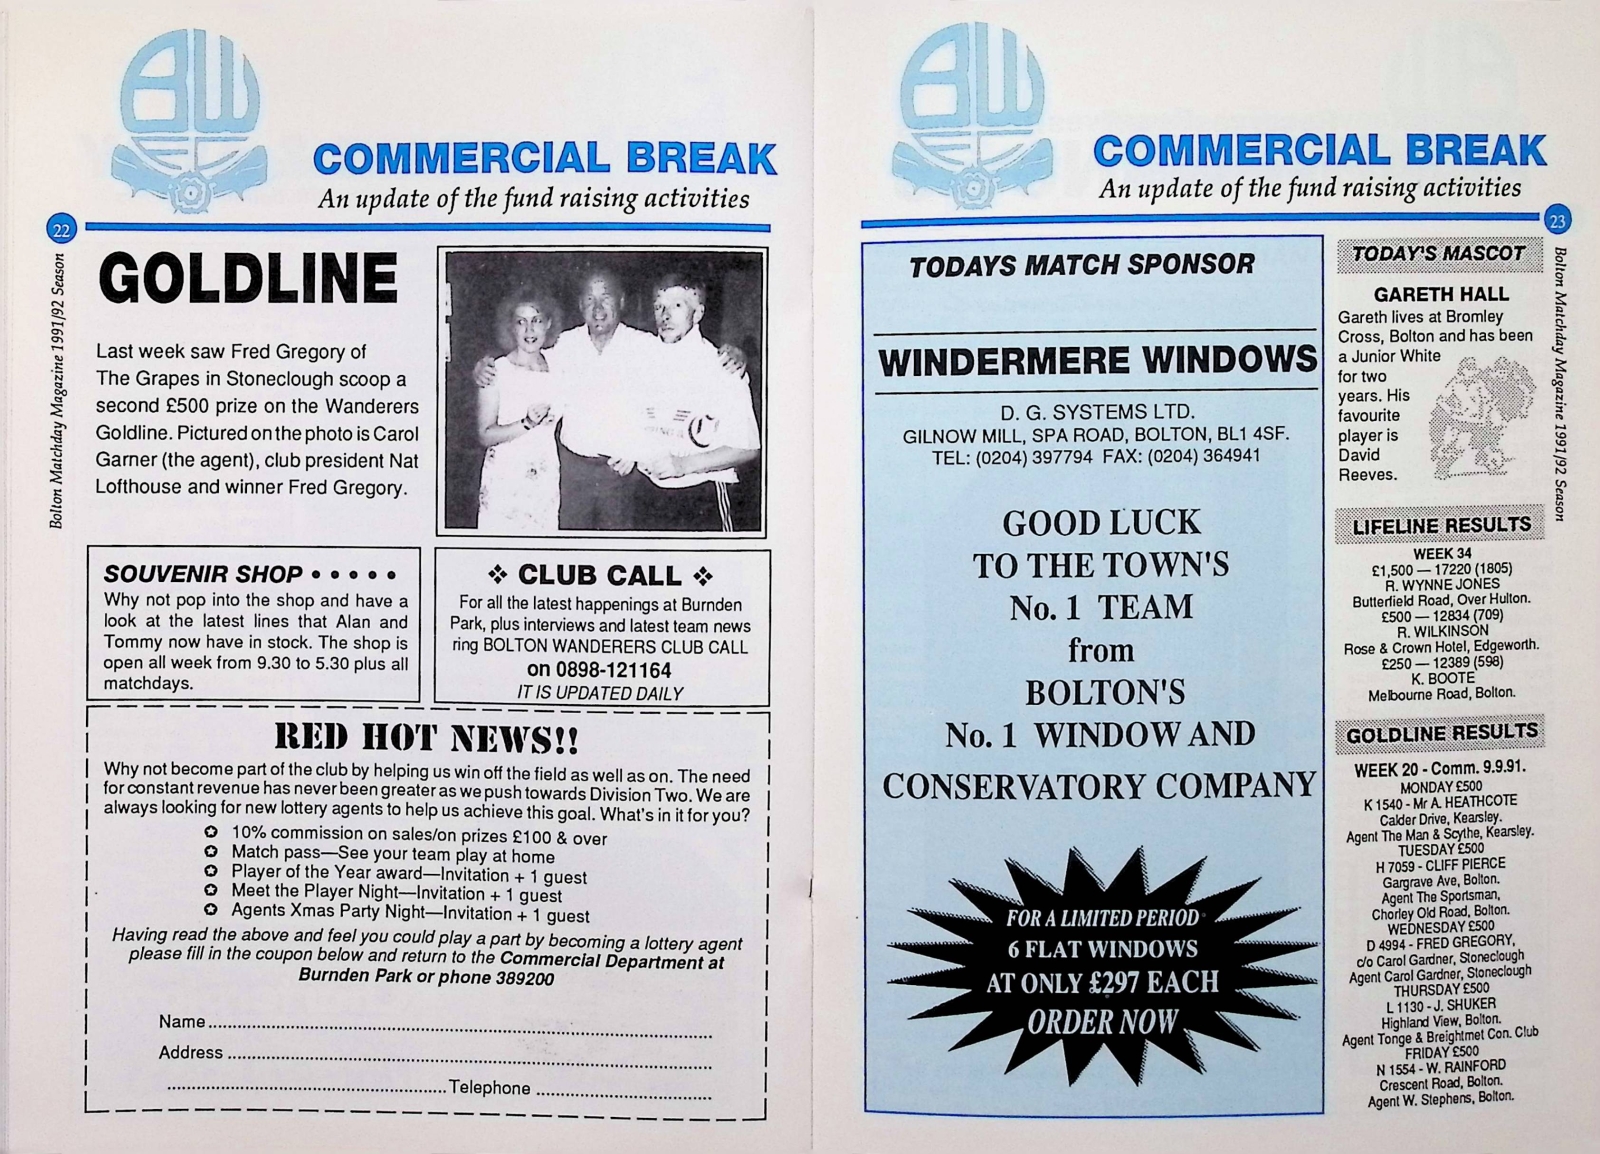 BW
COMMERCIAL BREAK
An update of the fund raising activities
22
Bolton Matchday Magazine 1991/92 Season
GOLDLINE
Last week saw Fred Gregory of
The Grapes in Stoneclough scoop a
second £500 prize on the Wanderers
Goldline. Pictured on the photo is Carol
Garner (the agent), club president Nat
Lofthouse and winner Fred Gregory.
SOUVENIR SHOP • • • • •
Why not pop into the shop and have a
look at the latest lines that Alan and
Tommy now have in stock. The shop is
open all week from 9.30 to 5.30 plus all
matchdays.
❖ CLUB CALL ❖
For all the latest happenings at Burnden
Park, plus interviews and latest team news
ring BOLTON WANDERERS CLUB CALL
on 0898-121164
IT IS UPDATED DAILY
RED HOT NEWS!!
Why not become part of the club by helping us win off the field as well as on. The need
for constant revenue has never been greater as we push towards Division Two. We are
always looking for new lottery agents to help us achieve this goal. What's in it for you?
✪ 10% commission on sales/on prizes £100 & over
✪ Match pass—See your team play at home
✪ Player of the Year award—Invitation + 1 guest
✪ Meet the Player Night—Invitation + 1 guest
✪ Agents Xmas Party Night—Invitation + 1 guest
Having read the above and feel you could play a part by becoming a lottery agent
please fill in the coupon below and return to the Commercial Department at
Burnden Park or phone 389200
Name
Address
Telephone
BW
COMMERCIAL BREAK
An update of the fund raising activities
23
Bolton Matchday Magazine 1991/92 Season
TODAYS MATCH SPONSOR
WINDERMERE WINDOWS
D. G. SYSTEMS LTD.
GILNOW MILL, SPA ROAD, BOLTON, BL1 4SF.
TEL: (0204) 397794 FAX: (0204) 364941
GOOD LUCK
TO THE TOWN'S
No. 1 TEAM
from
BOLTON'S
No. 1 WINDOW AND
CONSERVATORY COMPANY
FOR A LIMITED PERIOD
6 FLAT WINDOWS
AT ONLY £297 EACH
ORDER NOW
TODAY'S MASCOT
GARETH HALL
Gareth lives at Bromley
Cross, Bolton and has been
a Junior White
for two
years. His
favourite
player is
David
Reeves.
LIFELINE RESULTS
WEEK 34
£1,500 — 17220 (1805)
R. WYNNE JONES
Butterfield Road, Over Hulton.
£500 — 12834 (709)
R. WILKINSON
Rose & Crown Hotel, Edgeworth.
£250 — 12389 (598)
K. BOOTE
Melbourne Road, Bolton.
GOLDLINE RESULTS
WEEK 20 - Comm. 9.9.91.
MONDAY £500
K 1540 - Mr A. HEATHCOTE
Calder Drive, Kearsley.
Agent The Man & Scythe, Kearsley.
TUESDAY £500
H 7059 - CLIFF PIERCE
Gargrave Ave, Bolton.
Agent The Sportsman,
Chorley Old Road, Bolton.
WEDNESDAY £500
D 4994 - FRED GREGORY,
c/o Carol Gardner, Stoneclough
Agent Carol Gardner, Stoneclough
THURSDAY £500
L 1130 - J. SHUKER
Highland View, Bolton.
Agent Tonge & Breightmet Con. Club
FRIDAY £500
N 1554 - W. RAINFORD
Crescent Road, Bolton.
Agent W. Stephens, Bolton.